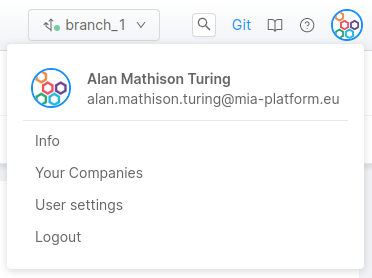 branch_1
Git
Alan Mathison Turing
alan.mathison.turing@mia-platform.eu
Info
Your Companies
User settings
Logout